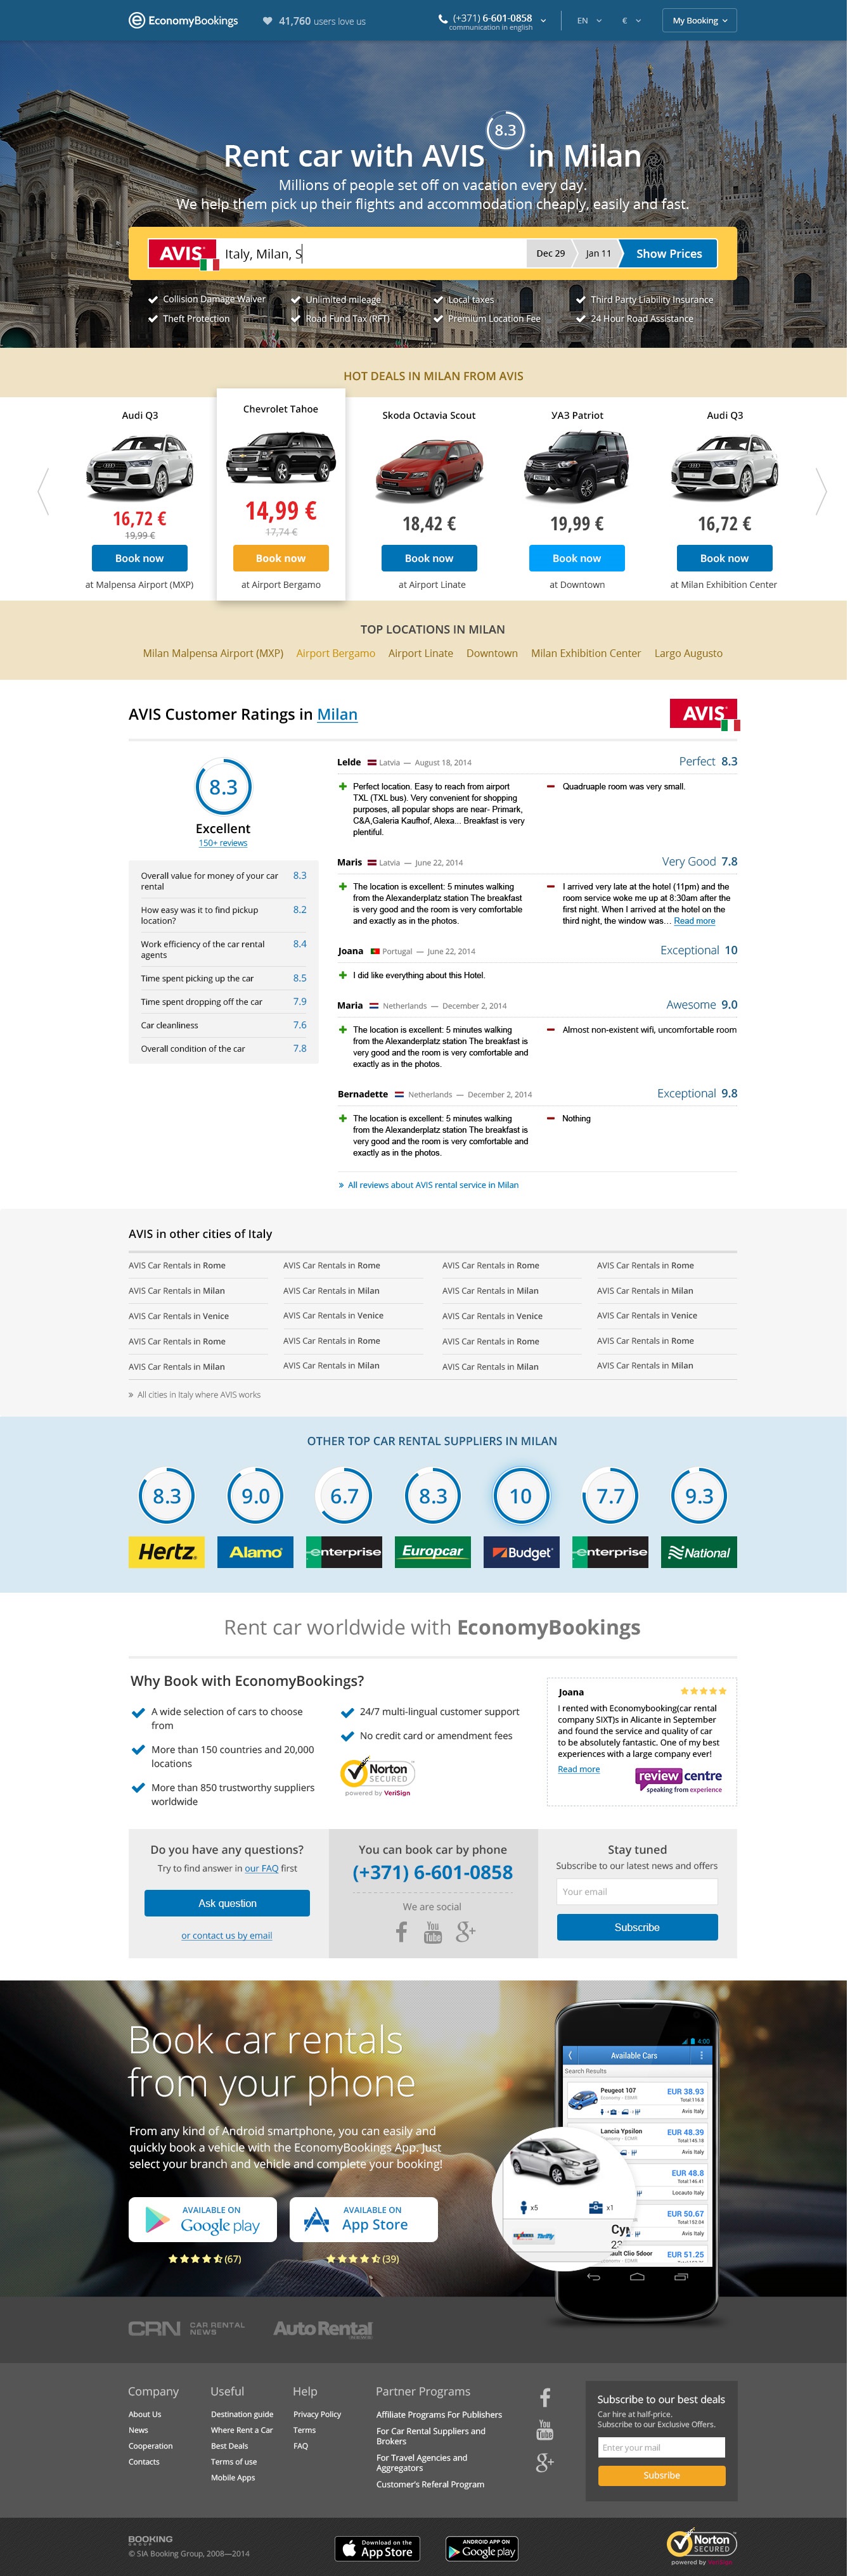 EconomyBookings
41,760 users love us
(+371) 6-601-0858
communication in english
EN
€
My Booking
8.3
Rent car with AVIS in Milan
Millions of people set off on vacation every day.
We help them pick up their flights and accommodation cheaply, easily and fast.
AVIS
Italy, Milan, S
Dec 29
Jan 11
Show Prices
Collision Damage Waiver
Unlimited mileage
Local taxes
Third Party Liability Insurance
Theft Protection
Road Fund Tax (RFT)
Premium Location Fee
24 Hour Road Assistance
HOT DEALS IN MILAN FROM AVIS
Audi Q3
16,72 €
19,99 €
Book now
at Malpensa Airport (MXP)
Chevrolet Tahoe
14,99 €
17,74 €
Book now
at Airport Bergamo
Skoda Octavia Scout
18,42 €
Book now
at Airport Linate
УАЗ Patriot
19,99 €
Book now
at Downtown
Audi Q3
16,72 €
Book now
at Milan Exhibition Center
TOP LOCATIONS IN MILAN
Milan Malpensa Airport (MXP) Airport Bergamo Airport Linate Downtown Milan Exhibition Center Largo Augusto
AVIS Customer Ratings in Milan
AVIS
8.3
Excellent
150+ reviews
Overall value for money of your car
rental
8.3
How easy was it to find pickup
location?
8.2
Work efficiency of the car rental
agents
8.4
Time spent picking up the car 8.5
Time spent dropping off the car 7.9
Car cleanliness 7.6
Overall condition of the car 7.8
Lelde Latvia — August 18, 2014
Perfect 8.3
Perfect location. Easy to reach from airport
TXL (TXL bus). Very convenient for shopping
purposes, all popular shops are near- Primark,
C&A,Galeria Kaufhof, Alexa... Breakfast is very
plentiful.
Quadruaple room was very small.
Maris Latvia — June 22, 2014
Very Good 7.8
The location is excellent: 5 minutes walking
from the Alexanderplatz station The breakfast
is very good and the room is very comfortable
and exactly as in the photos.
I arrived very late at the hotel (11pm) and the
room service woke me up at 8:30am after the
first night. When I arrived at the hotel on the
third night, the window was... Read more
Joana Portugal — June 22, 2014
Exceptional 10
I did like everything about this Hotel.
Maria Netherlands — December 2, 2014
Awesome 9.0
The location is excellent: 5 minutes walking
from the Alexanderplatz station The breakfast is
very good and the room is very comfortable and
exactly as in the photos.
Almost non-existent wifi, uncomfortable room
Bernadette Netherlands — December 2, 2014
Exceptional 9.8
The location is excellent: 5 minutes walking
from the Alexanderplatz station The breakfast is
very good and the room is very comfortable and
exactly as in the photos.
Nothing
» All reviews about AVIS rental service in Milan
AVIS in other cities of Italy
AVIS Car Rentals in Rome
AVIS Car Rentals in Rome
AVIS Car Rentals in Rome
AVIS Car Rentals in Rome
AVIS Car Rentals in Milan
AVIS Car Rentals in Milan
AVIS Car Rentals in Milan
AVIS Car Rentals in Milan
AVIS Car Rentals in Venice
AVIS Car Rentals in Venice
AVIS Car Rentals in Venice
AVIS Car Rentals in Venice
AVIS Car Rentals in Rome
AVIS Car Rentals in Rome
AVIS Car Rentals in Rome
AVIS Car Rentals in Rome
AVIS Car Rentals in Milan
AVIS Car Rentals in Milan
AVIS Car Rentals in Milan
AVIS Car Rentals in Milan
» All cities in Italy where AVIS works
OTHER TOP CAR RENTAL SUPPLIERS IN MILAN
8.3
9.0
6.7
8.3
10
7.7
9.3
Hertz
Alamo
enterprise
Europcar
Budget
enterprise
National
Rent car worldwide with EconomyBookings
Why Book with EconomyBookings?
A wide selection of cars to choose
from
More than 150 countries and 20,000
locations
More than 850 trustworthy suppliers
worldwide
24/7 multi-lingual customer support
No credit card or amendment fees
Norton
SECURED
powered by VeriSign
Joana
I rented with Economybooking(car rental
company SIXT)s in Alicante in September
and found the service and quality of car
to be absolutely fantastic. One of my best
experiences with a large company ever!
Read more
review centre
speaking from experience
Do you have any questions?
Try to find answer in our FAQ first
Ask question
or contact us by email
You can book car by phone
(+371) 6-601-0858
We are social
You
Tube
Stay tuned
Subscribe to our latest news and offers
Your email
Subscribe
Book car rentals
from your phone
From any kind of Android smartphone, you can easily and
quickly book a vehicle with the EconomyBookings App. Just
select your branch and vehicle and complete your booking!
AVAILABLE ON
Google play
(67)
AVAILABLE ON
App Store
(39)
4:00
Available Cars
Search Results
Peugeot 107
Economy - EDMR
EUR 38.93
Total:116.8
Avis Italy
Lancia Ypsilon
EUR 48.39
Total:145.18
Avis Italy
EUR 48.8
Total:146.41
Locauto Italy
EUR 50.67
Total:152.04
Avis Italy
ault Clio 5door
EUR 51.25
x5
x1
Thrifty
CRN CAR RENTAL
NEWS
AutoRental
Company
About Us
News
Cooperation
Contacts
Useful
Destination guide
Where Rent a Car
Best Deals
Terms of use
Mobile Apps
Help
Privacy Policy
Terms
FAQ
Partner Programs
Affiliate Programs For Publishers
For Car Rental Suppliers and
Brokers
For Travel Agencies and
Aggregators
Customer's Referal Program
You
Tube
Subscribe to our best deals
Car hire at half-price.
Subscribe to our Exclusive Offers.
Enter your mail
Subsribe
BOOKING
GROUP
© SIA Booking Group, 2008—2014
Download on the
App Store
ANDROID APP ON
Google play
Norton
SECURED
powered by VeriSign